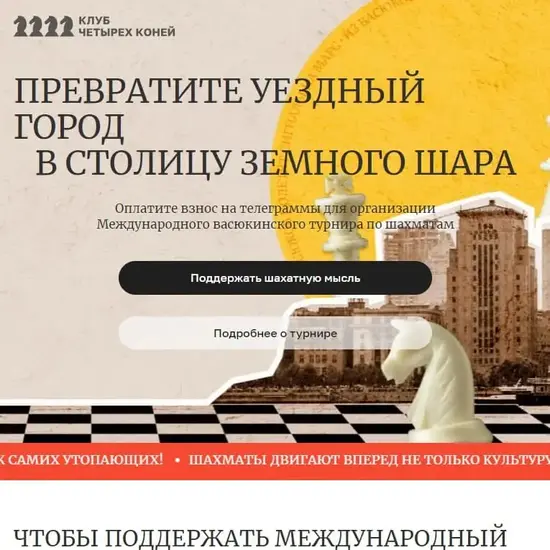 КЛУБ
ЧЕТЫРЕХ КОНЕЙ
ПРЕВРАТИТЕ УЕЗДНЫЙ
ГОРОД
В СТОЛИЦУ ЗЕМНОГО ШАРА
Оплатите взнос на телеграммы для организации
Международного васюкинского турнира по шахматам
Поддержать шахатную мысль
Подробнее о турнире
К САМИХ УТОПАЮЩИХ! • ШАХМАТЫ ДВИГАЮТ ВПЕРЕД НЕ ТОЛЬКО КУЛЬТУРУ
ЧТОБЫ ПОДДЕРЖАТЬ МЕЖДУНАРОДНЫЙ